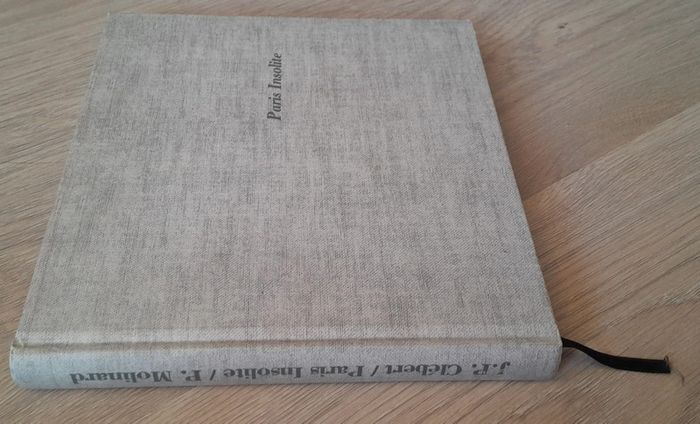 Paris Insolite
J.P. Clébert / Paris Insolite / P. Molinard